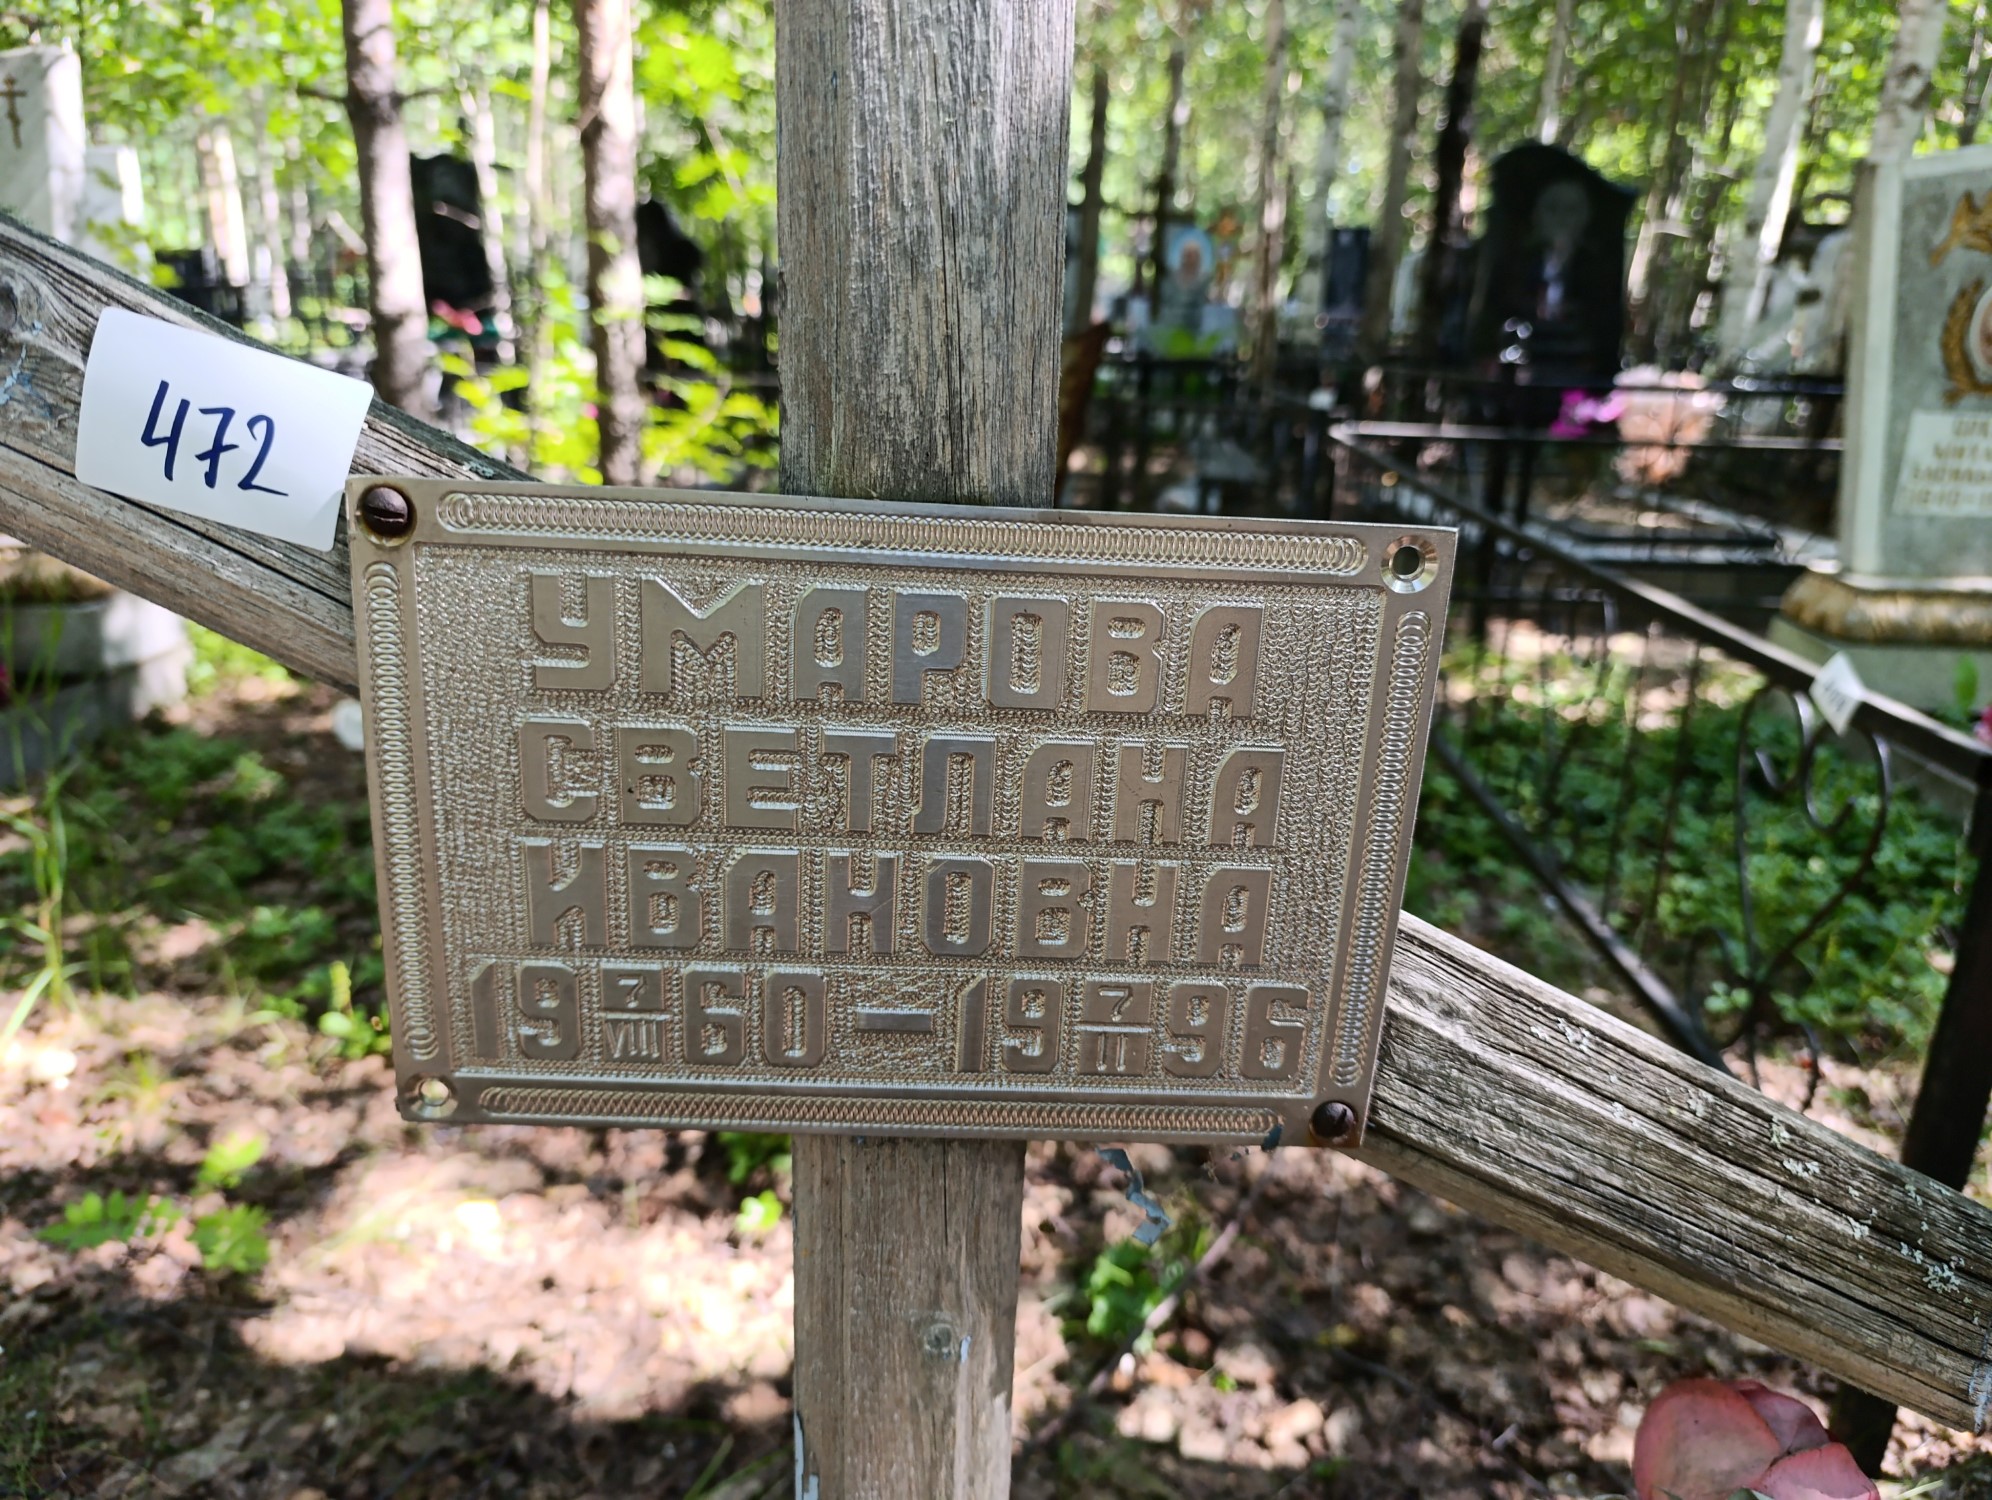 472
УМАРОВА
СВЕТЛАНА
ИВАНОВНА
19 7/VIII 60 — 19 7/II 96